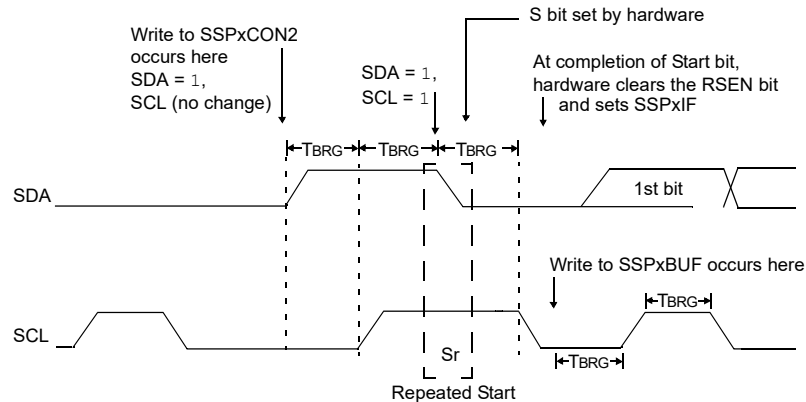 S bit set by hardware
Write to SSPxCON2
occurs here
SDA = 1,
SCL (no change)
SDA = 1,
SCL = 1
At completion of Start bit,
hardware clears the RSEN bit
and sets SSPxIF
TBRG
TBRG
TBRG
SDA
1st bit
Write to SSPxBUF occurs here
TBRG
SCL
Sr
TBRG
Repeated Start